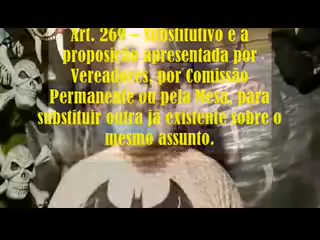 Art. 269 – Substitutivo é a
proposição apresentada por
Vereadores, por Comissão
Permanente ou pela Mesa, para
substituir outra já existente sobre o
mesmo assunto.